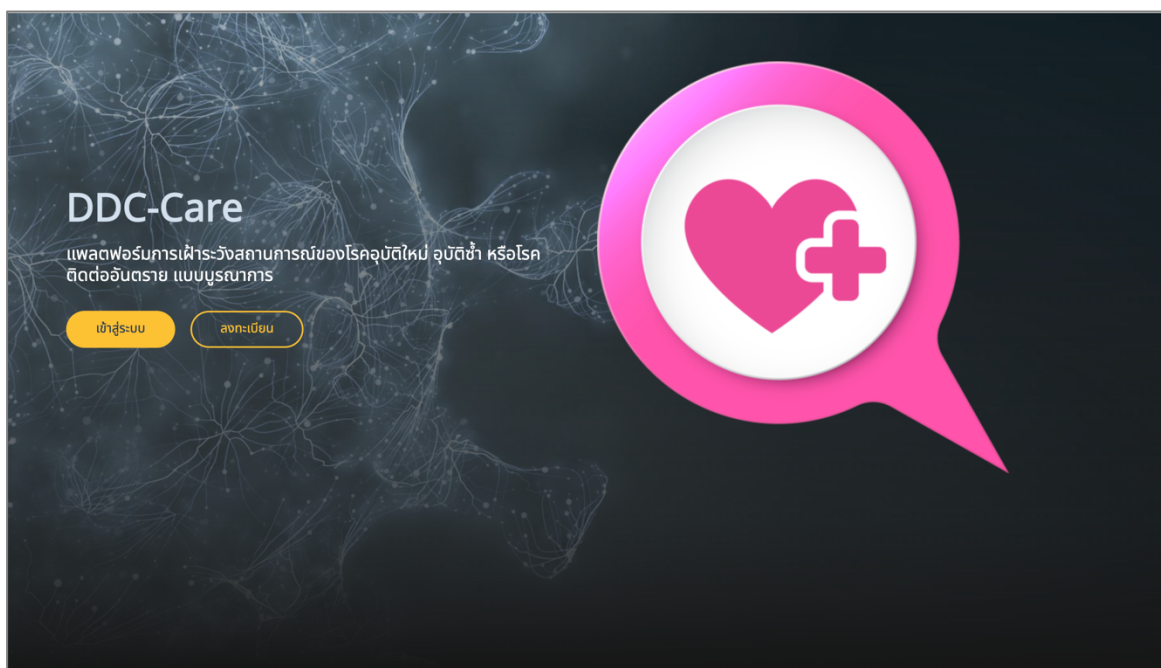 DDC-Care
แพลตฟอร์มการเฝ้าระวังสถานการณ์ของโรคอุบัติใหม่ อุบัติซ้ำ หรือโรค
ติดต่ออันตราย แบบบูรณาการ
เข้าสู่ระบบ ลงทะเบียน